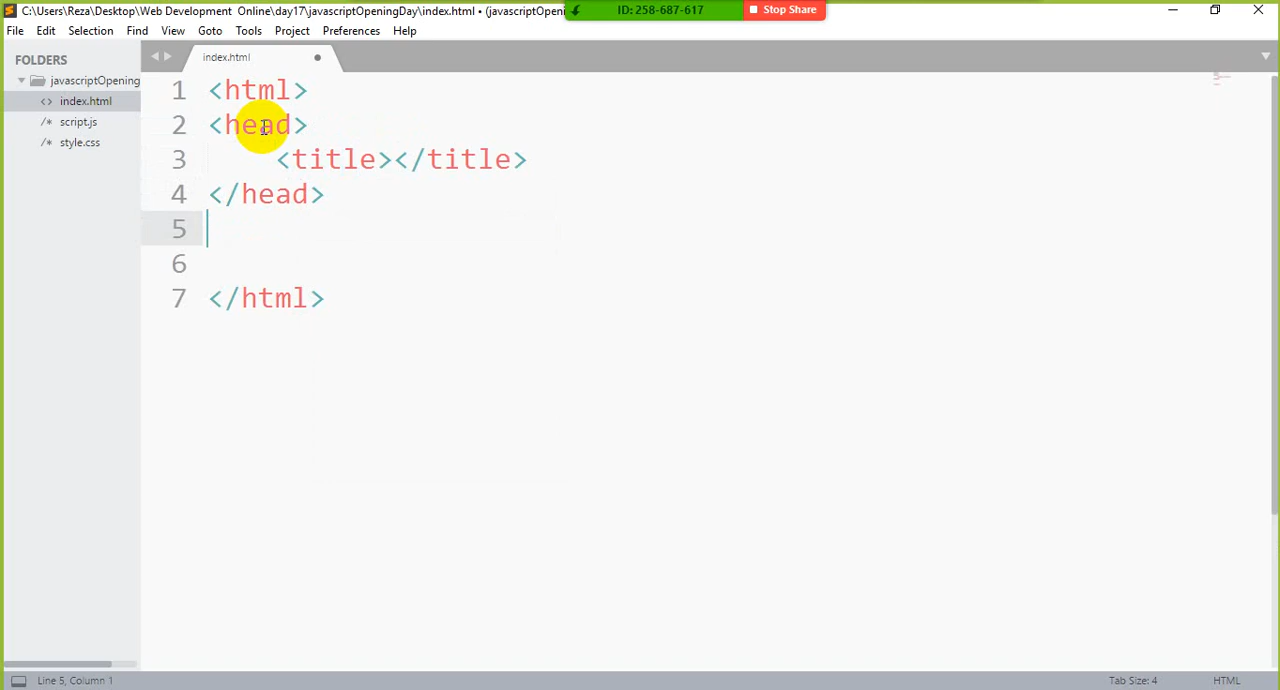 C:\Users\Reza\Desktop\Web Development Online\day17\javascriptOpeningDay\index.html • (javascriptOpeni
ID: 258-687-617 Stop Share
File Edit Selection Find View Goto Tools Project Preferences Help
FOLDERS
javascriptOpening
index.html
script.js
style.css
index.html
1 <html>
2 <head>
3 <title></title>
4 </head>
5
6
7 </html>
Line 5, Column 1 Tab Size: 4 HTML